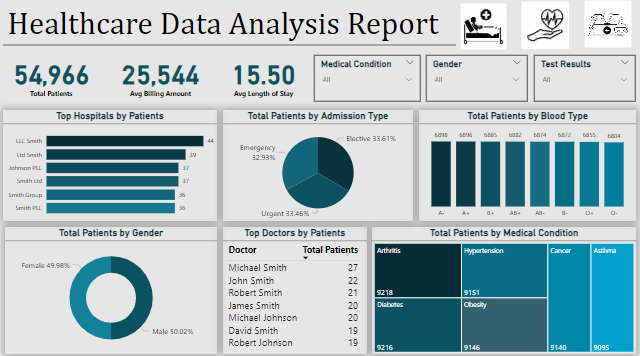 Healthcare Data Analysis Report
54,966
Total Patients
25,544
Avg Billing Amount
15.50
Avg Length of Stay
Medical Condition
All
Gender
All
Test Results
All
Top Hospitals by Patients
LLC Smith 44
Ltd Smith 39
Johnson PLC 37
Smith Ltd 37
Smith Group 36
Smith PLC 36
Total Patients by Admission Type
Elective 33.61%
Emergency
32.93%
Urgent 33.46%
Total Patients by Blood Type
6898 6896 6885 6882 6874 6872 6855 6804
A- A+ B+ AB+ AB- B- O+ O-
Total Patients by Gender
Female 49.98%
Male 50.02%
Top Doctors by Patients
Doctor Total Patients
Michael Smith 27
John Smith 22
Robert Smith 21
James Smith 20
Michael Johnson 20
David Smith 19
Robert Johnson 19
Total Patients by Medical Condition
Arthritis
9218
Diabetes
9216
Hypertension
9151
Obesity
9146
Cancer
9140
Asthma
9095